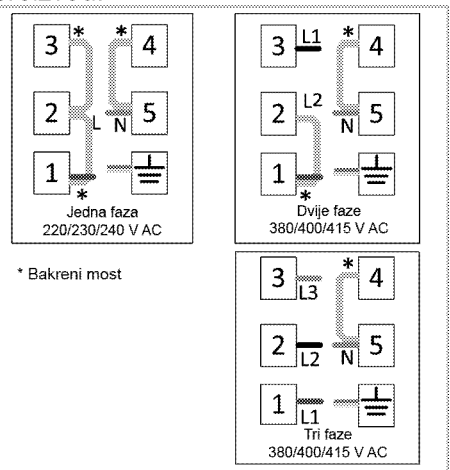 3 * * 4
2 L N 5
1 *
Jedna faza
220/230/240 V AC
3 L1 * 4
2 L2 N 5
1 *
Dvije faze
380/400/415 V AC
* Bakreni most
3 L3 * 4
2 L2 N 5
1 L1
Tri faze
380/400/415 V AC